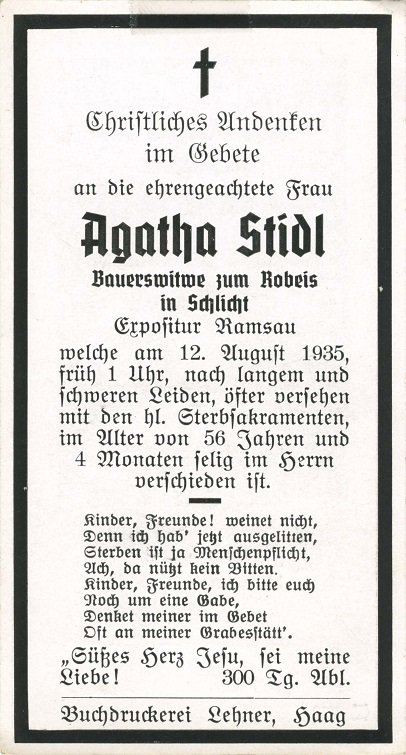 Christliches Andenken
im Gebete
an die ehrengeachtete Frau
Agatha Stidl
Bauerswitwe zum Robeis
in Schlicht
Expositur Ramsau
welche am 12. August 1935,
früh 1 Uhr, nach langem und
schweren Leiden, öfter versehen
mit den hl. Sterbsakramenten,
im Alter von 56 Jahren und
4 Monaten selig im Herrn
verschieden ist.
Kinder, Freunde! weinet nicht,
Denn ich hab' jetzt ausgelitten,
Sterben ist ja Menschenpflicht,
Ach, da nützt kein Bitten.
Kinder, Freunde, ich bitte euch
Noch um eine Gabe,
Denket meiner im Gebet
Oft an meiner Grabesstätt'.
„Süßes Herz Jesu, sei meine
Liebe! 300 Tg. Abl.
Buchdruckerei Lehner, Haag